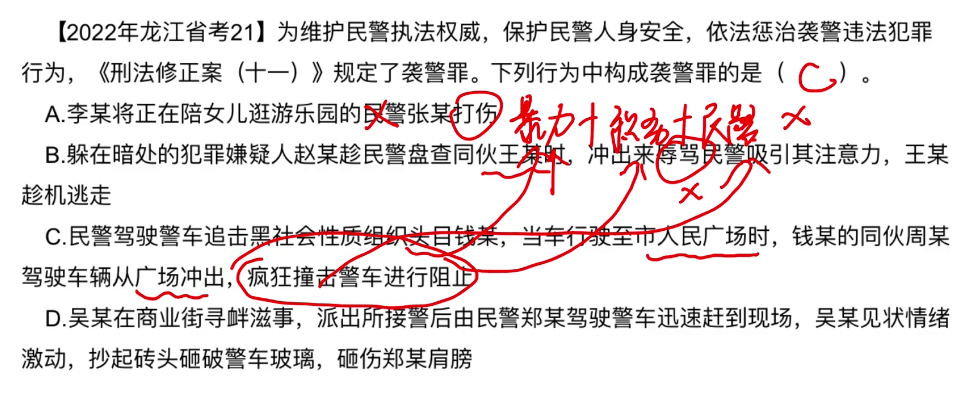 【2022年龙江省考21】为维护民警执法权威，保护民警人身安全，依法惩治袭警违法犯罪
行为，《刑法修正案（十一）》规定了袭警罪。下列行为中构成袭警罪的是（ C ）。
A.李某将正在陪女儿逛游乐园的民警张某打伤 暴力+职务+民警 ×
B.躲在暗处的犯罪嫌疑人赵某趁民警盘查同伙王某时，冲出来辱骂民警吸引其注意力，王某
趁机逃走 ×
C.民警驾驶警车追击黑社会性质组织头目钱某，当车行驶至市人民广场时，钱某的同伙周某
驾驶车辆从广场冲出，疯狂撞击警车进行阻止
D.吴某在商业街寻衅滋事，派出所接警后由民警郑某驾驶警车迅速赶到现场，吴某见状情绪
激动，抄起砖头砸破警车玻璃，砸伤郑某肩膀